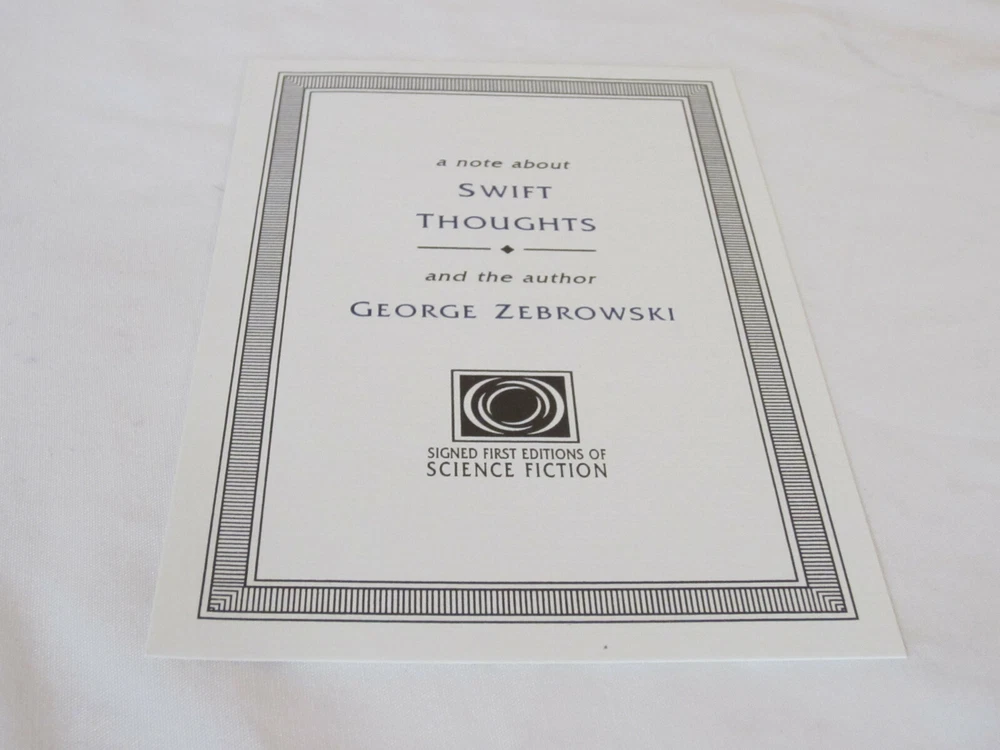 a note about
SWIFT
THOUGHTS
and the author
GEORGE ZEBROWSKI
SIGNED FIRST EDITIONS OF
SCIENCE FICTION